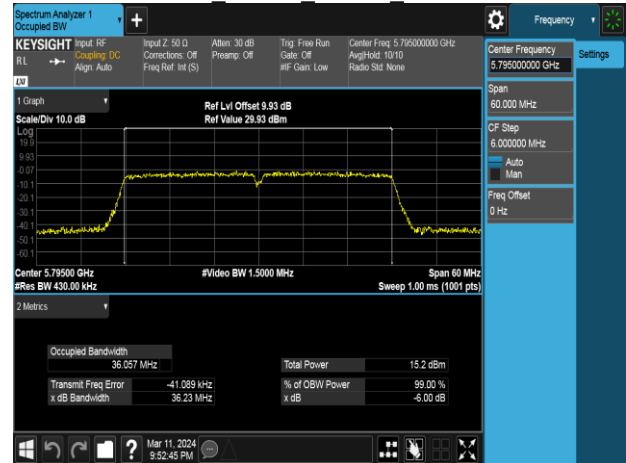 Spectrum Analyzer 1
Occupied BW
Frequency
KEYSIGHT
RL
LXI
Input: RF
Coupling: DC
Align: Auto
Input Z: 50 Ω
Corrections: Off
Freq Ref: Int (S)
Atten: 30 dB
Preamp: Off
Trig: Free Run
Gate: Off
#IF Gain: Low
Center Freq: 5.795000000 GHz
Avg|Hold: 10/10
Radio Std: None
Center Frequency
5.795000000 GHz
Settings
Span
60.000 MHz
CF Step
6.000000 MHz
Auto
Man
Freq Offset
0 Hz
1 Graph
Scale/Div 10.0 dB
Ref Lvl Offset 9.93 dB
Ref Value 29.93 dBm
Log
19.9
9.93
-0.07
-10.1
-20.1
-30.1
-40.1
-50.1
-60.1
Center 5.79500 GHz
#Video BW 1.5000 MHz
Span 60 MHz
#Res BW 430.00 kHz
Sweep 1.00 ms (1001 pts)
2 Metrics
Occupied Bandwidth
36.057 MHz
Total Power 15.2 dBm
Transmit Freq Error -41.089 kHz
% of OBW Power 99.00 %
x dB Bandwidth 36.23 MHz
x dB -6.00 dB
?
Mar 11, 2024
9:52:45 PM